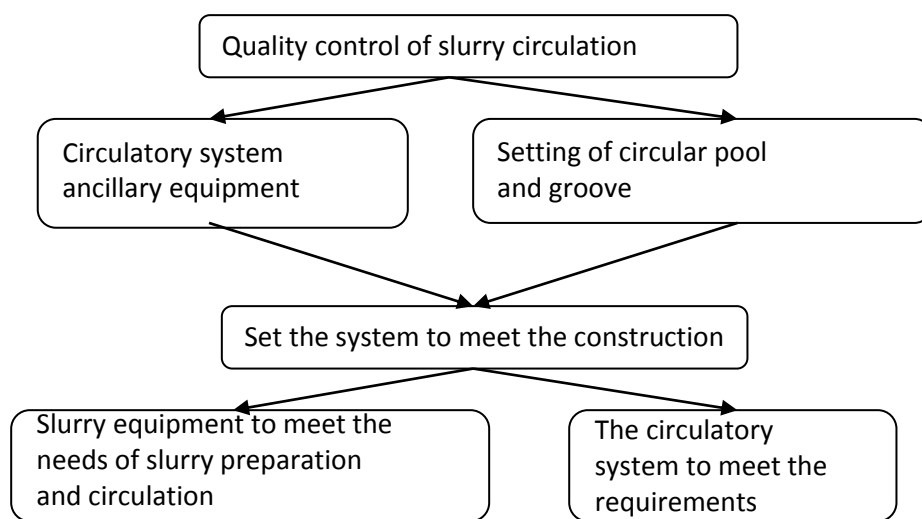 Quality control of slurry circulation
Circulatory system
ancillary equipment
Setting of circular pool
and groove
Set the system to meet the construction
Slurry equipment to meet the
needs of slurry preparation
and circulation
The circulatory
system to meet the
requirements